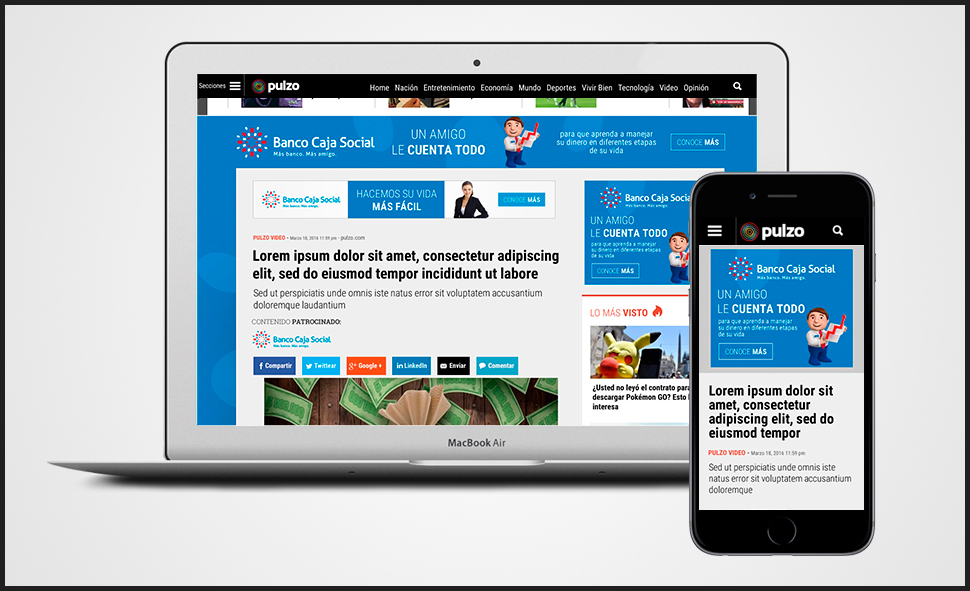 Secciones
pulzo
Home Nación Entretenimiento Economía Mundo Deportes Vivir Bien Tecnología Video Opinión
Banco Caja Social
Más banco. Más amigo.
UN AMIGO
LE CUENTA TODO
para que aprenda a manejar
su dinero en diferentes etapas
de su vida
CONOCE MÁS
Banco Caja Social
Más banco. Más amigo.
HACEMOS SU VIDA
MÁS FÁCIL
CONOCE MÁS
PULZO VIDEO • Marzo 18, 2016 11:59 pm - pulzo.com
Lorem ipsum dolor sit amet, consectetur adipiscing
elit, sed do eiusmod tempor incididunt ut labore
Sed ut perspiciatis unde omnis iste natus error sit voluptatem accusantium
doloremque laudantium
CONTENIDO PATROCINADO:
Banco Caja Social
Más banco. Más amigo.
Compartir
Twittear
Google +
LinkedIn
Enviar
Comentar
Banco Caja Soc
Más banco. Más amigo.
UN AMIGO
LE CUENTA TODO
para que aprenda a manejar
su dinero en diferentes etapas
de su vida
CONOCE MÁS
LO MÁS VISTO
¿Usted no leyó el contrato para
descargar Pokémon GO? Esto l
interesa
MacBook Air
pulzo
Banco Caja Social
Más banco. Más amigo.
UN AMIGO
LE CUENTA TODO
para que aprenda a manejar
su dinero en diferentes etapas
de su vida
CONOCE MÁS
Lorem ipsum dolor sit
amet, consectetur
adipiscing elit, sed do
eiusmod tempor
PULZO VIDEO • Marzo 18, 2016 11:59 pm
Sed ut perspiciatis unde omnis iste
natus error sit voluptatem accusantium
doloremque